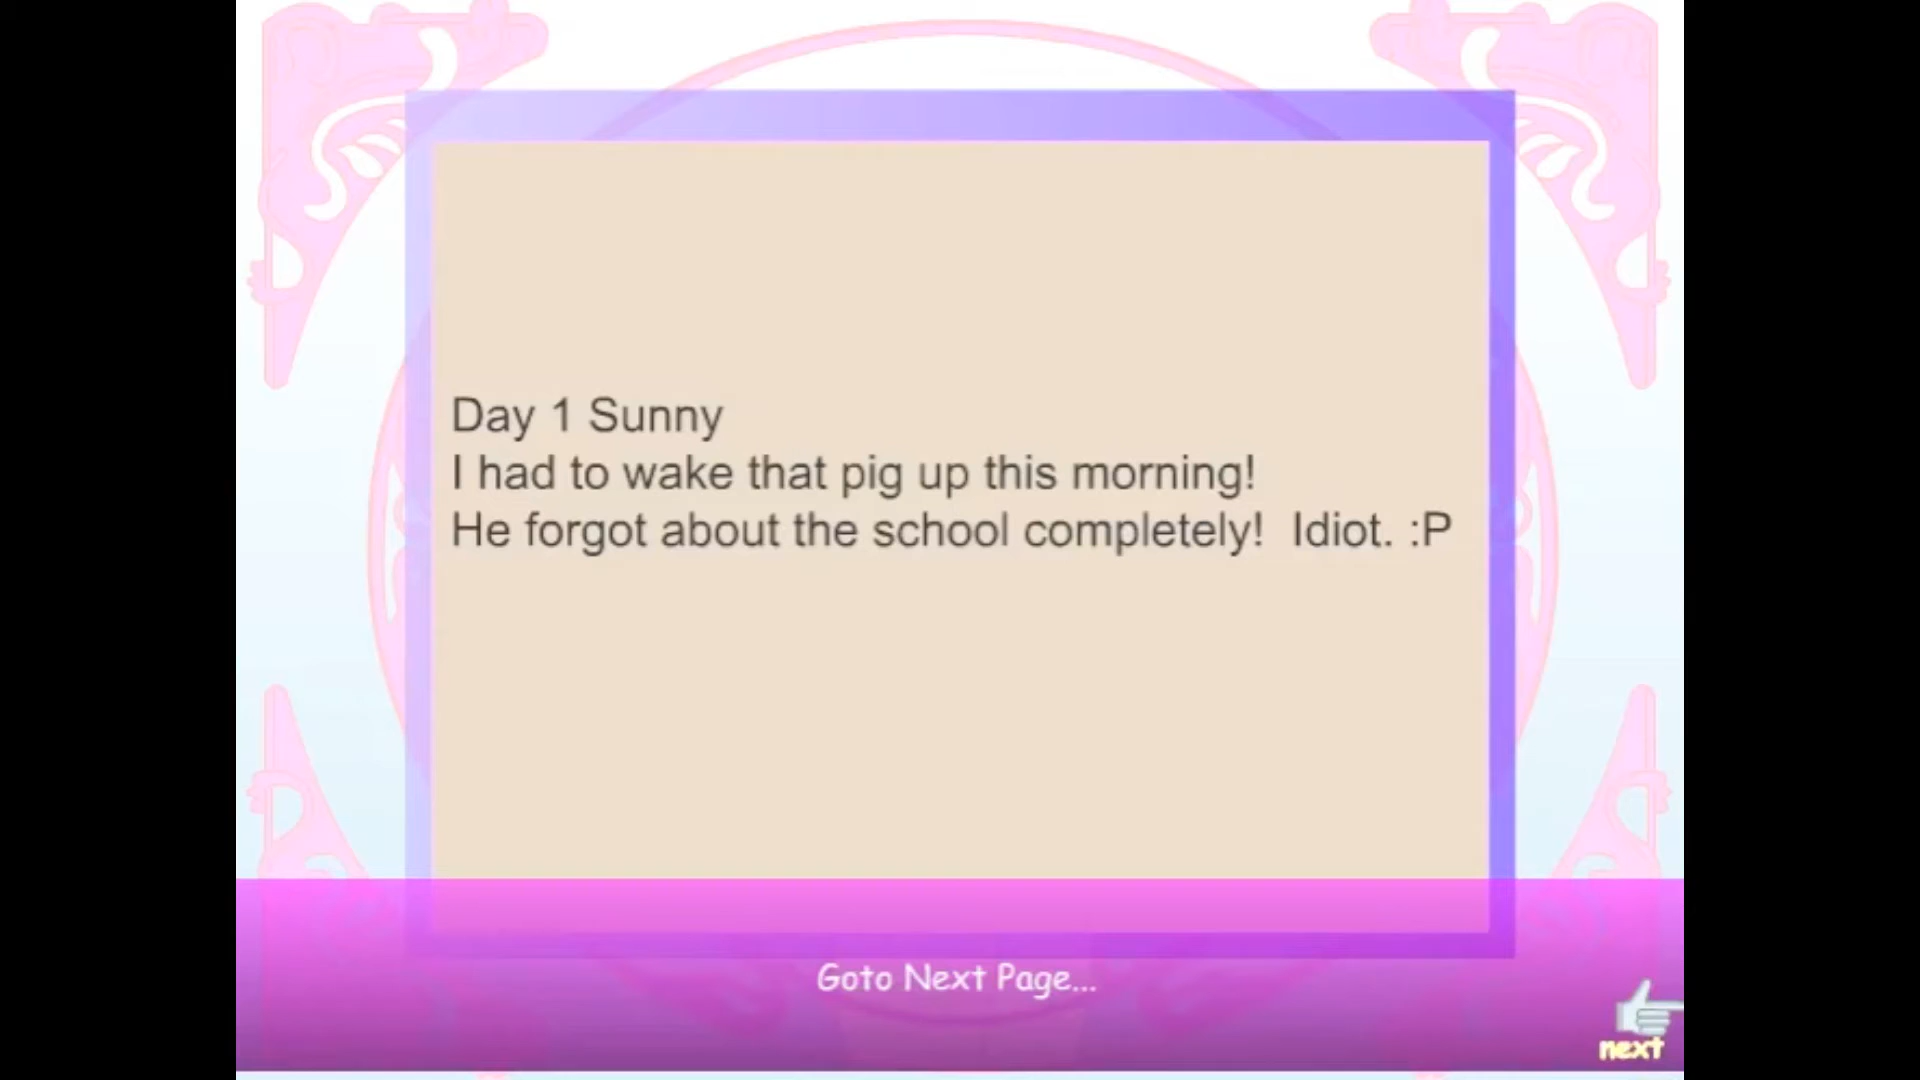 Day 1 Sunny
I had to wake that pig up this morning!
He forgot about the school completely!  Idiot. :P
Goto Next Page...
next